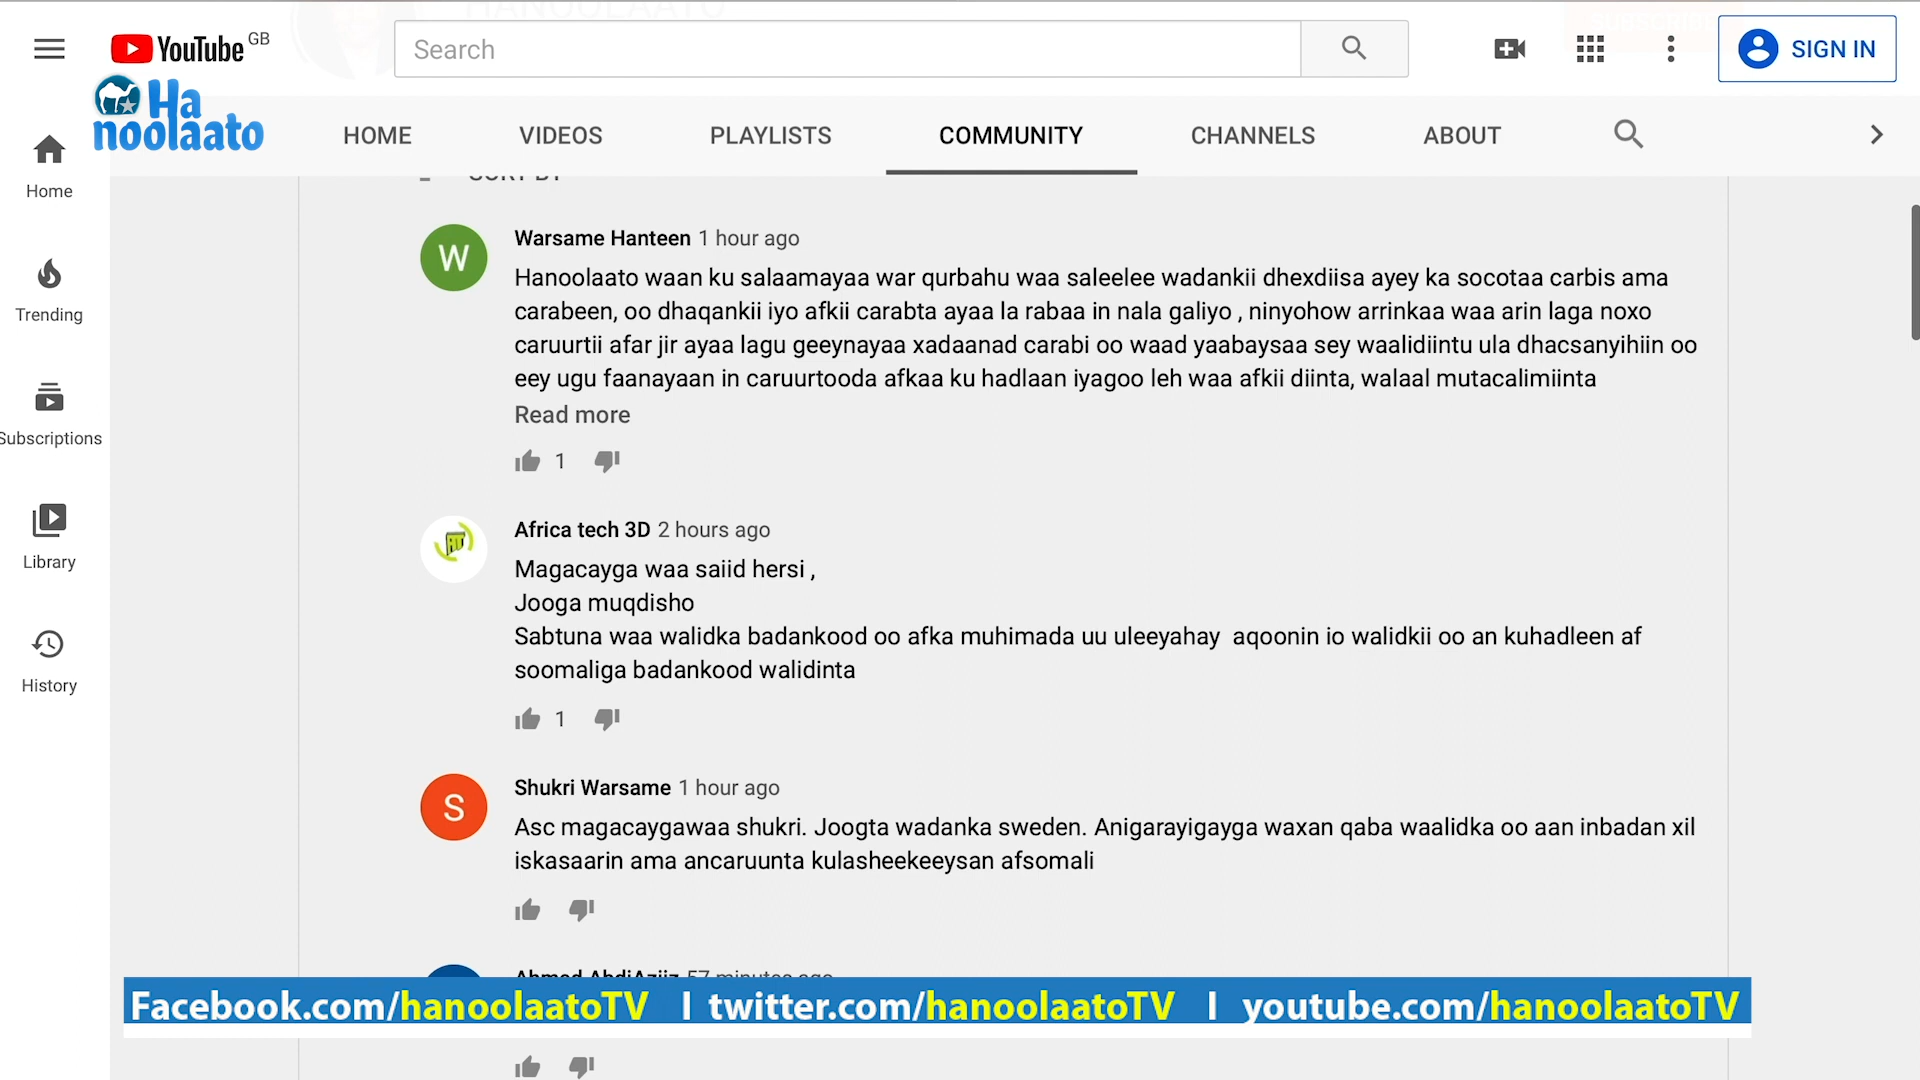 HANOOLAATO
YouTube GB
Search
SIGN IN
Ha
noolaato
HOME
VIDEOS
PLAYLISTS
COMMUNITY
CHANNELS
ABOUT
Home
Trending
Subscriptions
Library
History
SORT BY
W
Warsame Hanteen 1 hour ago
Hanoolaato waan ku salaamayaa war qurbahu waa saleelee wadankii dhexdiisa ayey ka socotaa carbis ama
carabeen, oo dhaqankii iyo afkii carabta ayaa la rabaa in nala galiyo , ninyohow arrinkaa waa arin laga noxo
caruurtii afar jir ayaa lagu geeynayaa xadaanad carabi oo waad yaabaysaa sey waalidiintu ula dhacsanyihiin oo
eey ugu faanayaan in caruurtooda afkaa ku hadlaan iyagoo leh waa afkii diinta, walaal mutacalimiinta
Read more
1
Africa tech 3D 2 hours ago
Magacayga waa saiid hersi ,
Jooga muqdisho
Sabtuna waa walidka badankood oo afka muhimada uu uleeyahay  aqoonin io walidkii oo an kuhadleen af
soomaliga badankood walidinta
1
S
Shukri Warsame 1 hour ago
Asc magacaygawaa shukri. Joogta wadanka sweden. Anigarayigayga waxan qaba waalidka oo aan inbadan xil
iskasaarin ama ancaruunta kulasheekeeysan afsomali
Ahmed AbdiAziiz 57 minutes ago
Facebook.com/hanoolaatoTV | twitter.com/hanoolaatoTV | youtube.com/hanoolaatoTV